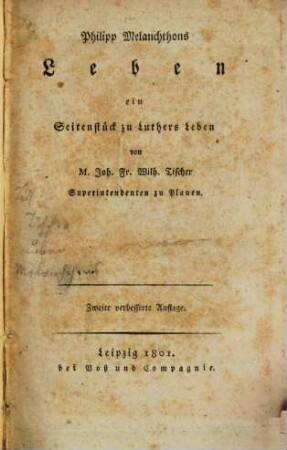 Philipp Melanchthons
Leben
ein
Seitenstück zu Luthers Leben
von
M. Joh. Fr. Wilh. Tischer
Superintendenten zu Plauen.
Zweite verbesserte Auflage.
Leipzig 1801.
bei Voß und Compagnie.